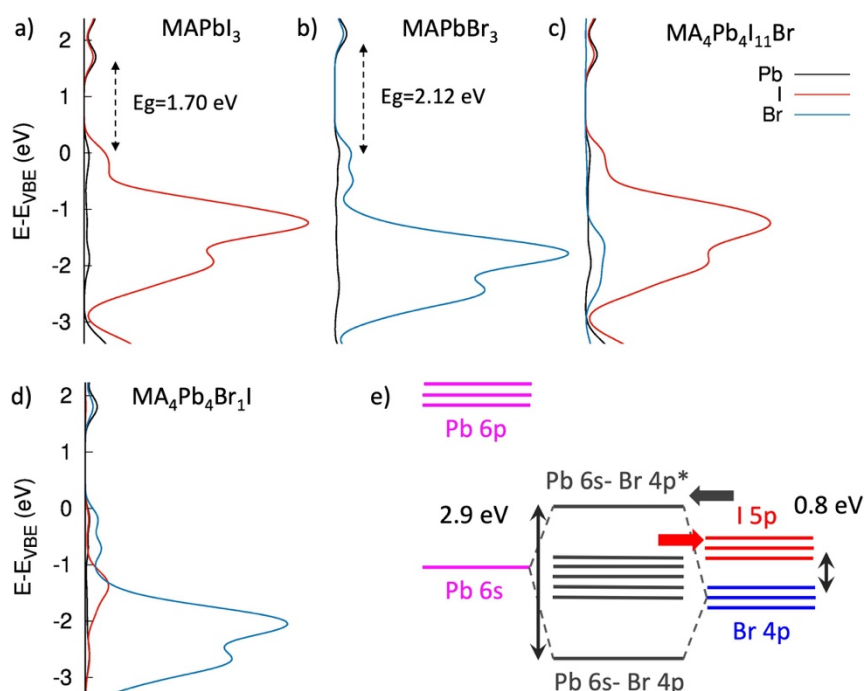 a) MAPbI3
b) MAPbBr3
c) MA4Pb4I11Br
Pb
I
Br
Eg=1.70 eV
Eg=2.12 eV
E-EVBE (eV)
2
1
0
-1
-2
-3
d) MA4Pb4Br1I
E-EVBE (eV)
2
1
0
-1
-2
-3
e)
Pb 6p
Pb 6s- Br 4p*
2.9 eV
I 5p
0.8 eV
Pb 6s
Br 4p
Pb 6s- Br 4p